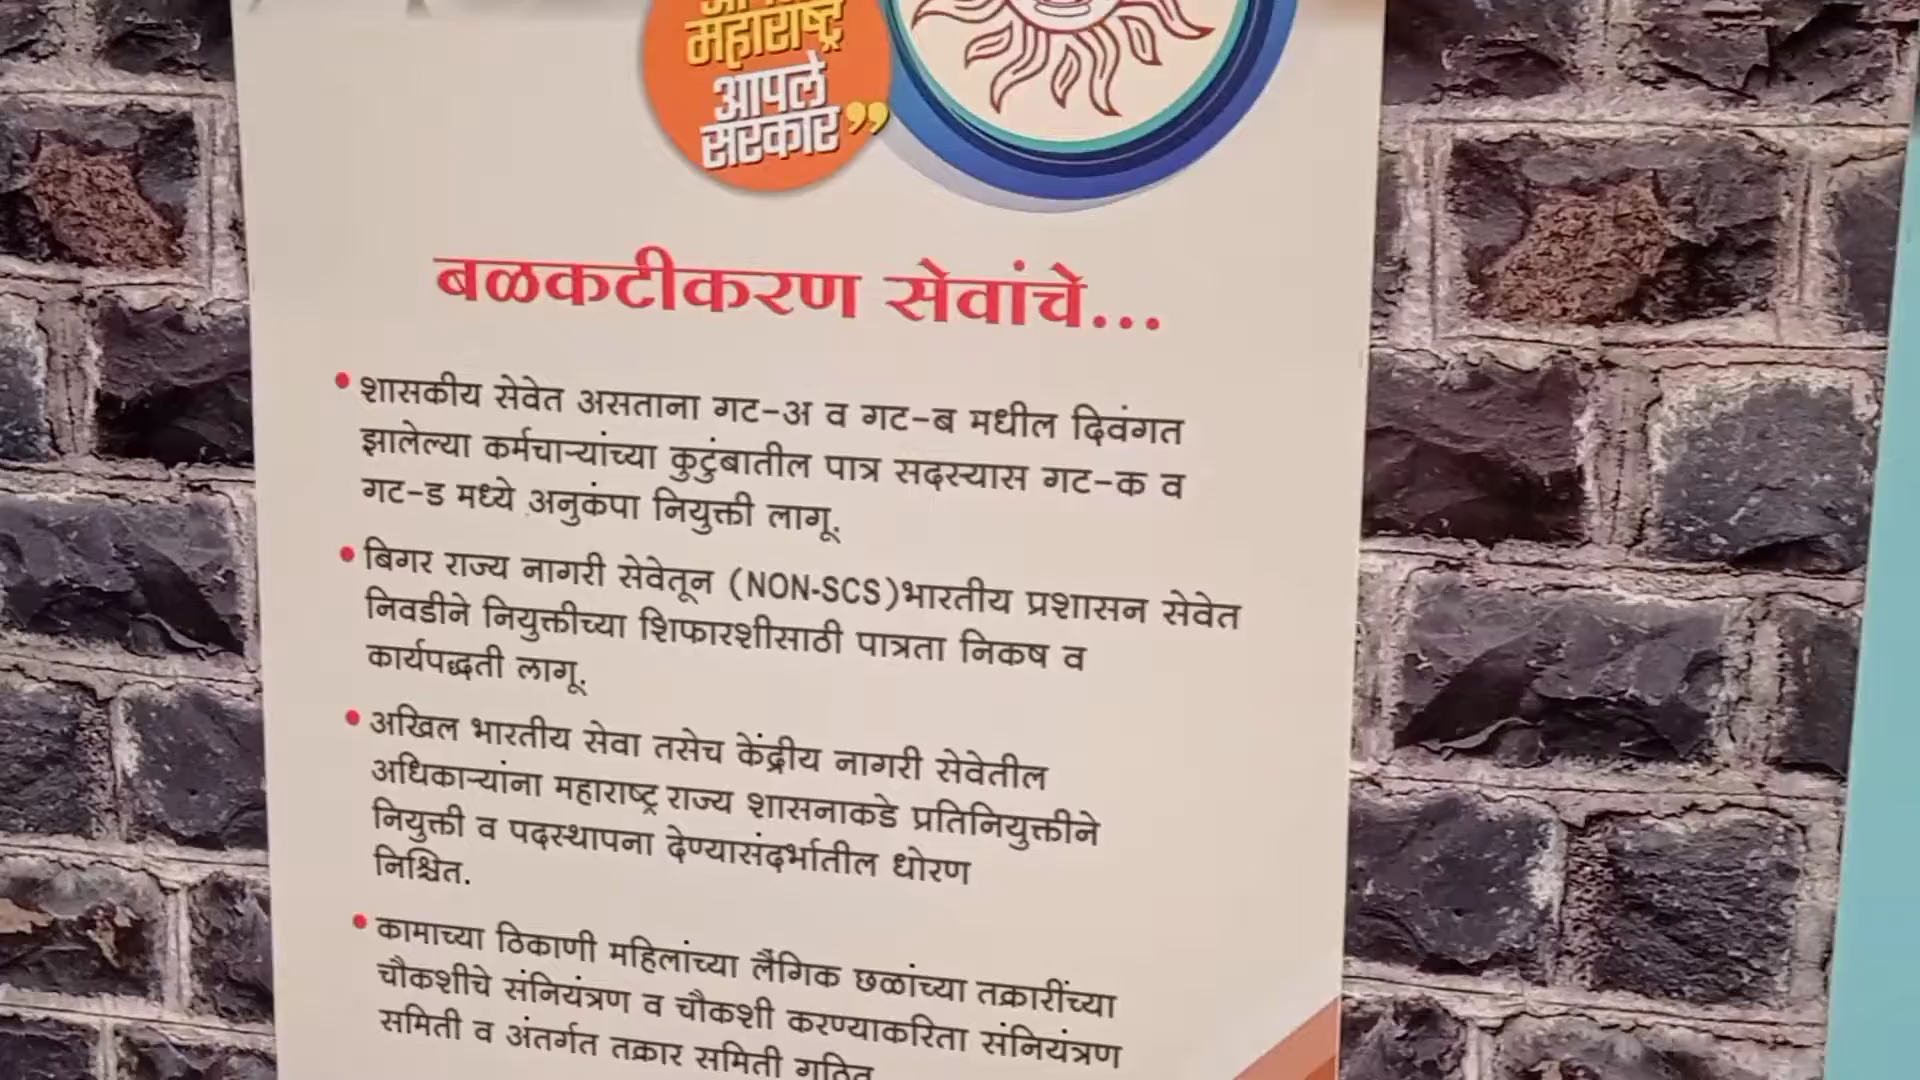 महाराष्ट्र
आपले
सरकार ”
बळकटीकरण सेवांचे...
• शासकीय सेवेत असताना गट-अ व गट-ब मधील दिवंगत
झालेल्या कर्मचाऱ्यांच्या कुटुंबातील पात्र सदस्यास गट-क व
गट-ड मध्ये अनुकंपा नियुक्ती लागू.
• बिगर राज्य नागरी सेवेतून (NON-SCS)भारतीय प्रशासन सेवेत
निवडीने नियुक्तीच्या शिफारशीसाठी पात्रता निकष व
कार्यपद्धती लागू.
• अखिल भारतीय सेवा तसेच केंद्रीय नागरी सेवेतील
अधिकाऱ्यांना महाराष्ट्र राज्य शासनाकडे प्रतिनियुक्तीने
नियुक्ती व पदस्थापना देण्यासंदर्भातील धोरण
निश्चित.
• कामाच्या ठिकाणी महिलांच्या लैंगिक छळांच्या तक्रारींच्या
चौकशीचे संनियंत्रण व चौकशी करण्याकरिता संनियंत्रण
समिती व अंतर्गत तक्रार समिती गठित